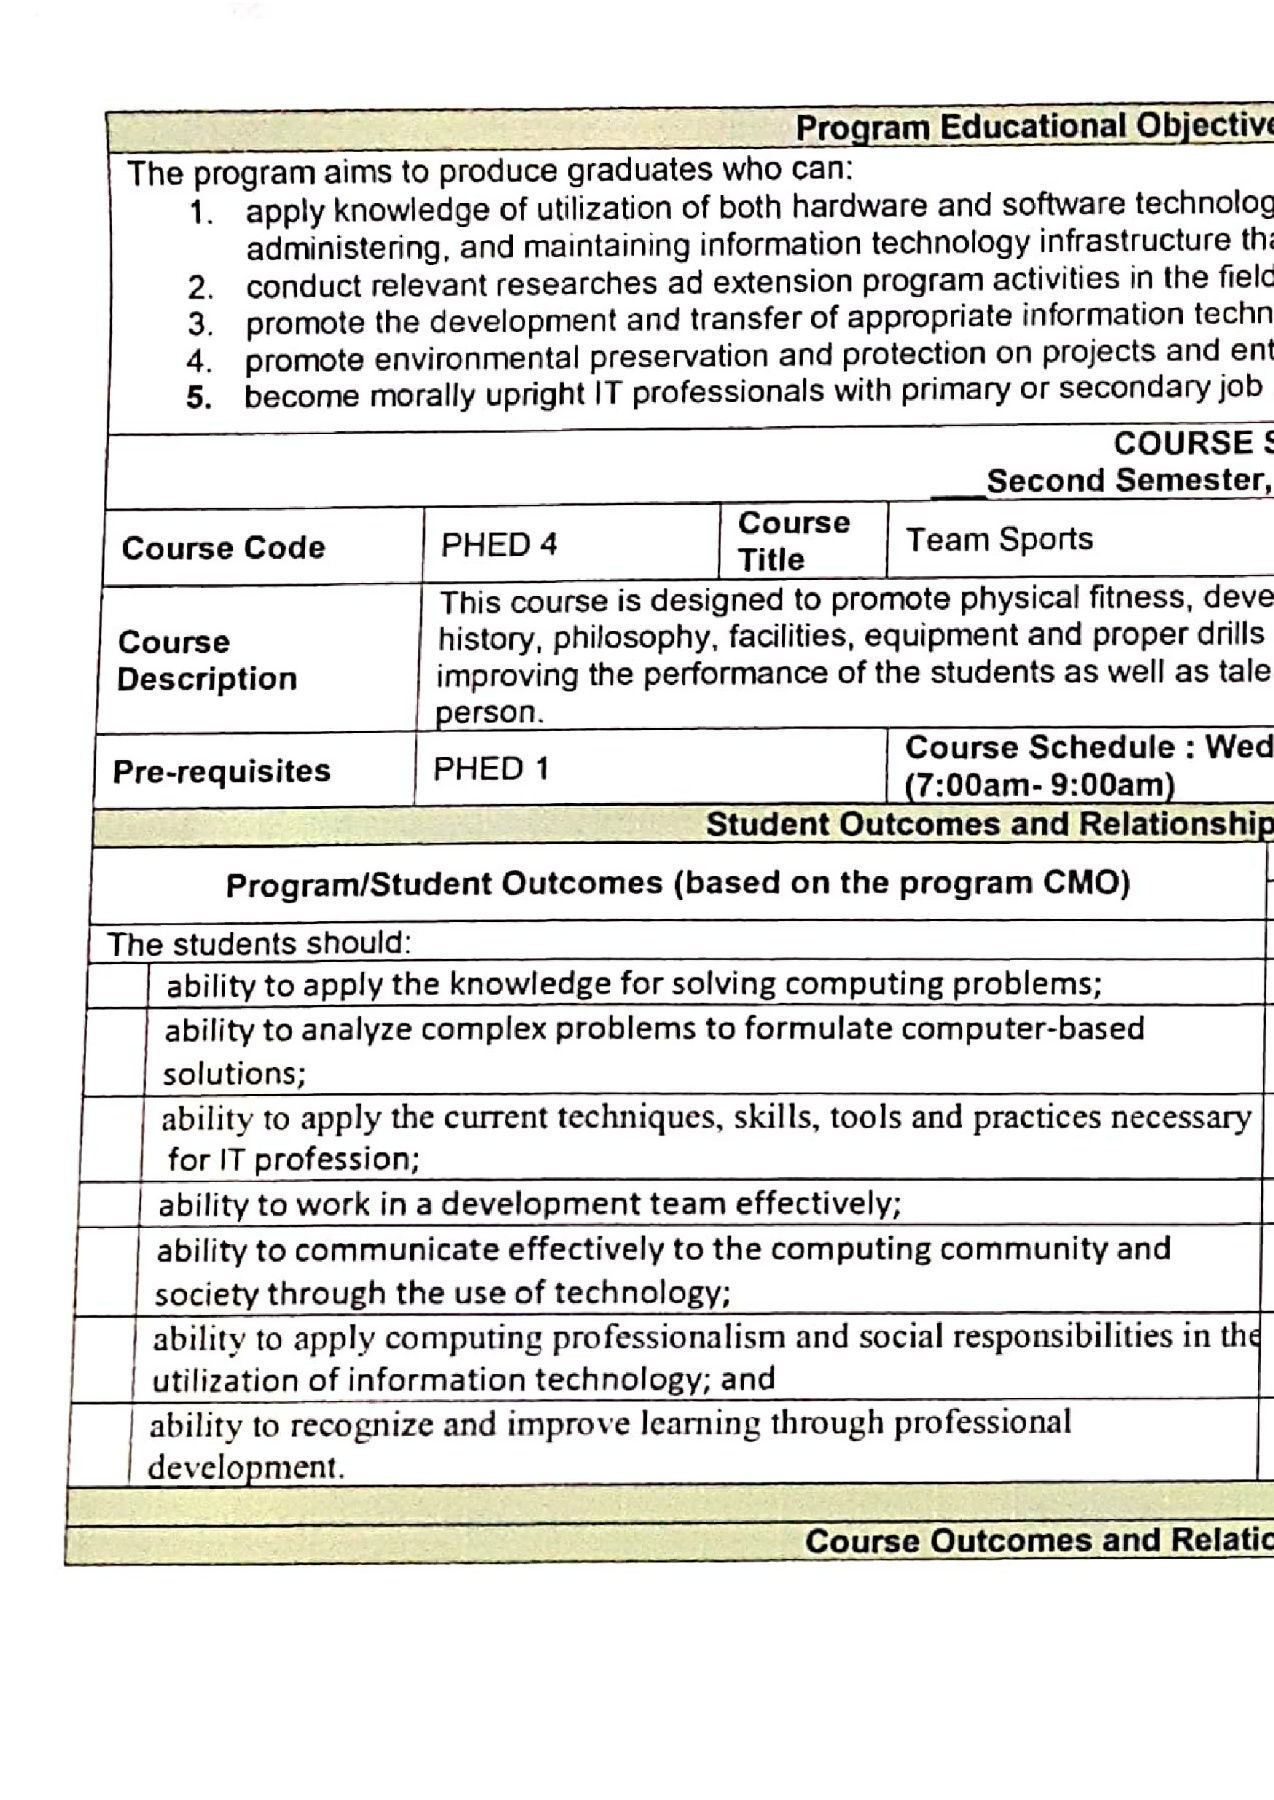 Program Educational Objective
The program aims to produce graduates who can:
1. apply knowledge of utilization of both hardware and software technolog
administering, and maintaining information technology infrastructure tha
2. conduct relevant researches ad extension program activities in the field
3. promote the development and transfer of appropriate information techn
4. promote environmental preservation and protection on projects and ent
5. become morally upright IT professionals with primary or secondary job
COURSE S
Second Semester,
Course Code
PHED 4
Course
Title
Team Sports
Course
Description
This course is designed to promote physical fitness, deve
history, philosophy, facilities, equipment and proper drills
improving the performance of the students as well as tale
person.
Pre-requisites
PHED 1
Course Schedule : Wed
(7:00am- 9:00am)
Student Outcomes and Relationship
Program/Student Outcomes (based on the program CMO)
The students should:
ability to apply the knowledge for solving computing problems;
ability to analyze complex problems to formulate computer-based
solutions;
ability to apply the current techniques, skills, tools and practices necessary
for IT profession;
ability to work in a development team effectively;
ability to communicate effectively to the computing community and
society through the use of technology;
ability to apply computing professionalism and social responsibilities in the
utilization of information technology; and
ability to recognize and improve learning through professional
development.
Course Outcomes and Relatio